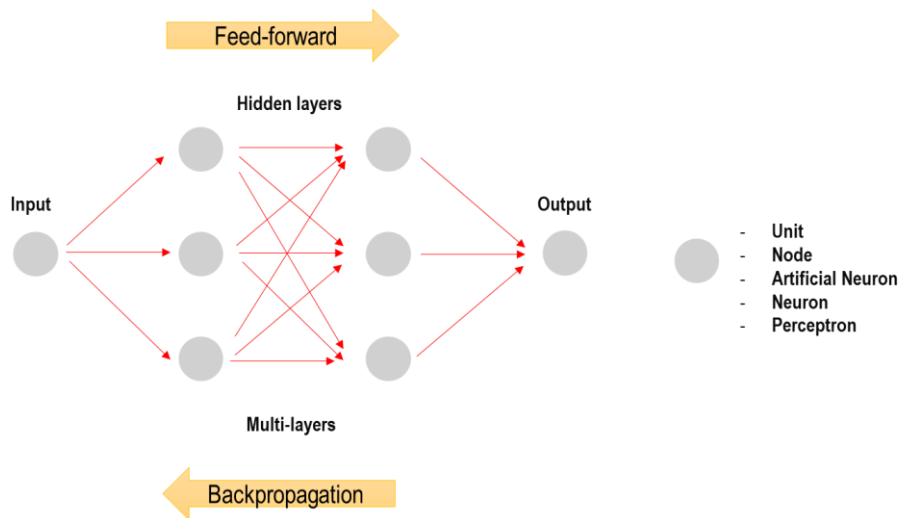 Feed-forward
Hidden layers
Input
Output
- Unit
- Node
- Artificial Neuron
- Neuron
- Perceptron
Multi-layers
Backpropagation